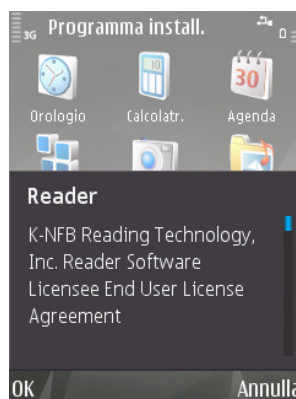 3G Programma install.
10
30
Orologio Calcolatr. Agenda
Reader
K-NFB Reading Technology,
Inc. Reader Software
Licensee End User License
Agreement
OK Annulla